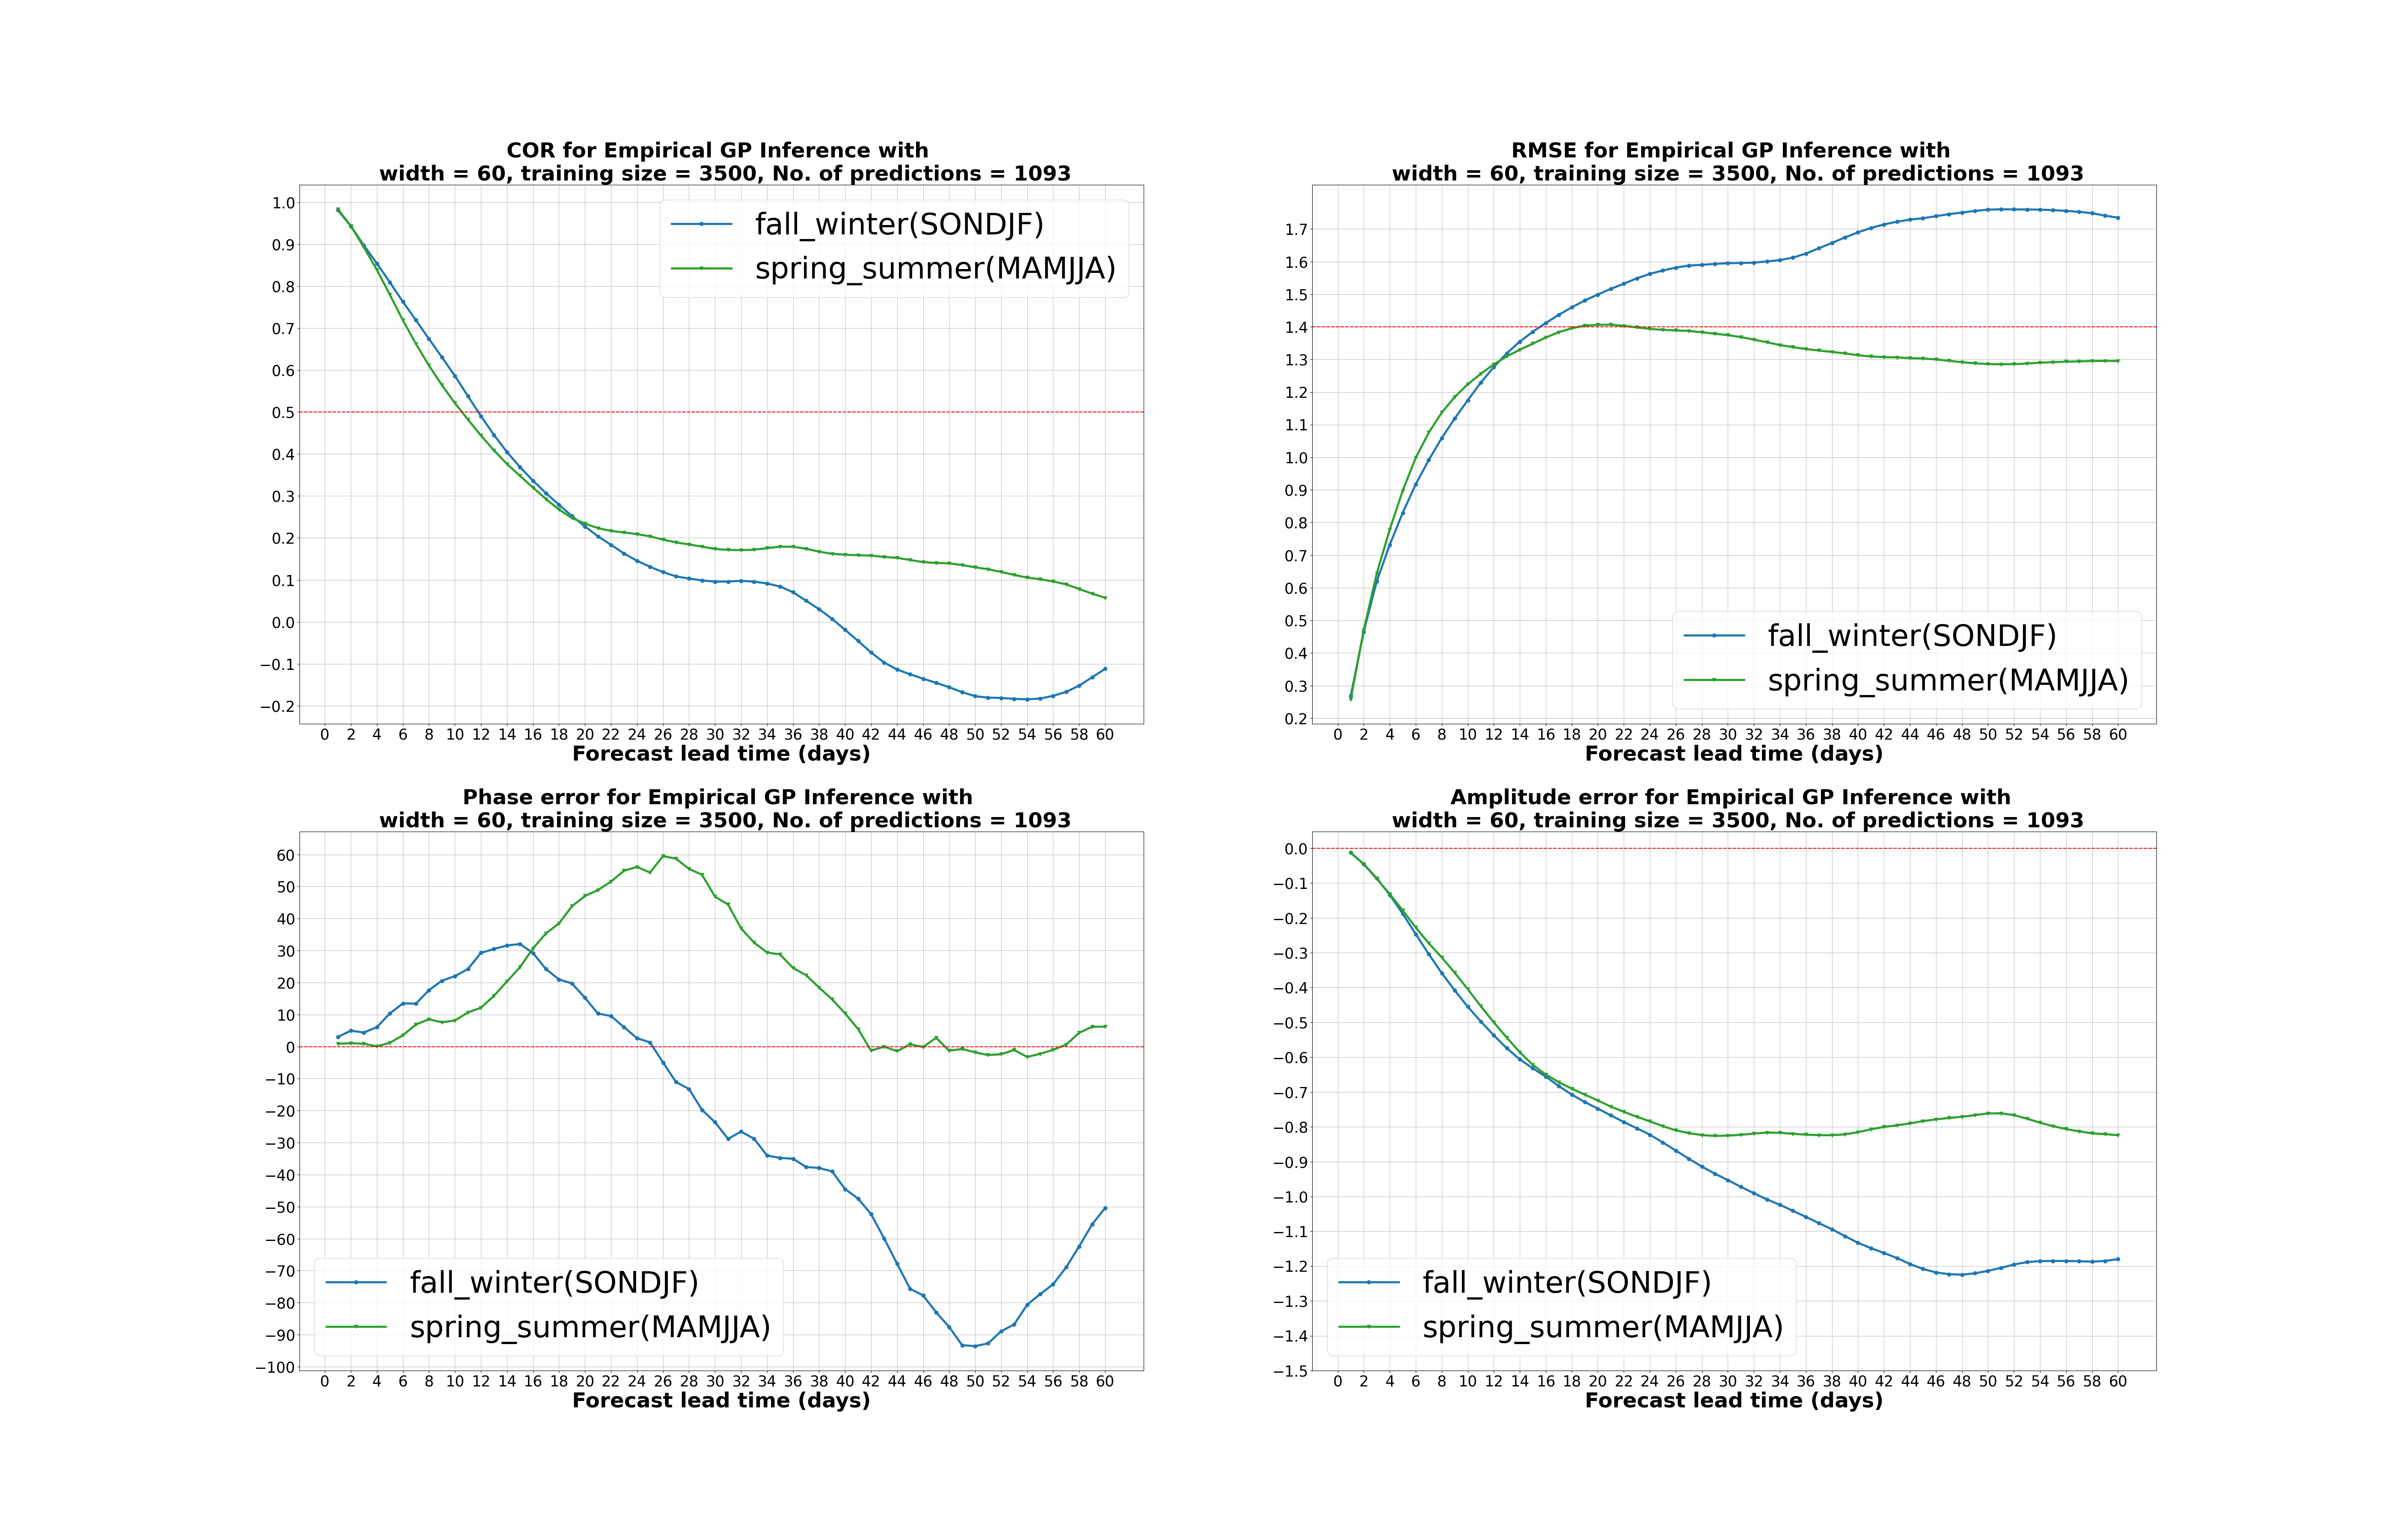 COR for Empirical GP Inference with
width = 60, training size = 3500, No. of predictions = 1093
1.0
0.9
0.8
0.7
0.6
0.5
0.4
0.3
0.2
0.1
0.0
−0.1
−0.2
fall_winter(SONDJF)
spring_summer(MAMJJA)
0 2 4 6 8 10 12 14 16 18 20 22 24 26 28 30 32 34 36 38 40 42 44 46 48 50 52 54 56 58 60
Forecast lead time (days)
RMSE for Empirical GP Inference with
width = 60, training size = 3500, No. of predictions = 1093
1.7
1.6
1.5
1.4
1.3
1.2
1.1
1.0
0.9
0.8
0.7
0.6
0.5
0.4
0.3
0.2
fall_winter(SONDJF)
spring_summer(MAMJJA)
0 2 4 6 8 10 12 14 16 18 20 22 24 26 28 30 32 34 36 38 40 42 44 46 48 50 52 54 56 58 60
Forecast lead time (days)
Phase error for Empirical GP Inference with
width = 60, training size = 3500, No. of predictions = 1093
60
50
40
30
20
10
0
−10
−20
−30
−40
−50
−60
−70
−80
−90
−100
fall_winter(SONDJF)
spring_summer(MAMJJA)
0 2 4 6 8 10 12 14 16 18 20 22 24 26 28 30 32 34 36 38 40 42 44 46 48 50 52 54 56 58 60
Forecast lead time (days)
Amplitude error for Empirical GP Inference with
width = 60, training size = 3500, No. of predictions = 1093
0.0
−0.1
−0.2
−0.3
−0.4
−0.5
−0.6
−0.7
−0.8
−0.9
−1.0
−1.1
−1.2
−1.3
−1.4
−1.5
fall_winter(SONDJF)
spring_summer(MAMJJA)
0 2 4 6 8 10 12 14 16 18 20 22 24 26 28 30 32 34 36 38 40 42 44 46 48 50 52 54 56 58 60
Forecast lead time (days)